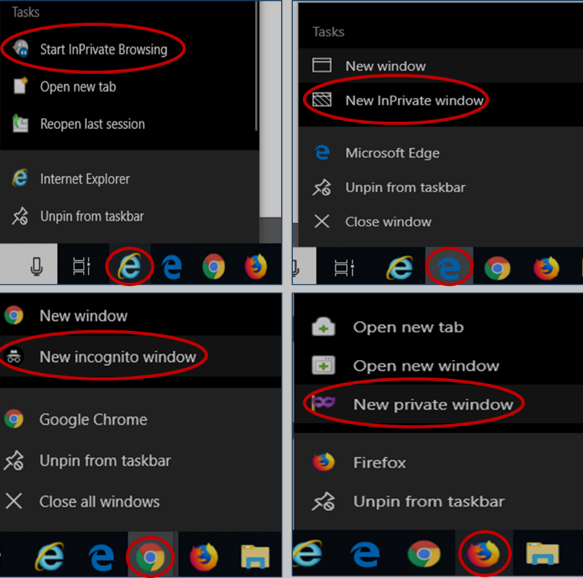 Tasks
Start InPrivate Browsing
Open new tab
Reopen last session
Internet Explorer
Unpin from taskbar
Tasks
New window
New InPrivate window
Microsoft Edge
Unpin from taskbar
Close window
New window
New incognito window
Google Chrome
Unpin from taskbar
Close all windows
Open new tab
Open new window
New private window
Firefox
Unpin from taskbar